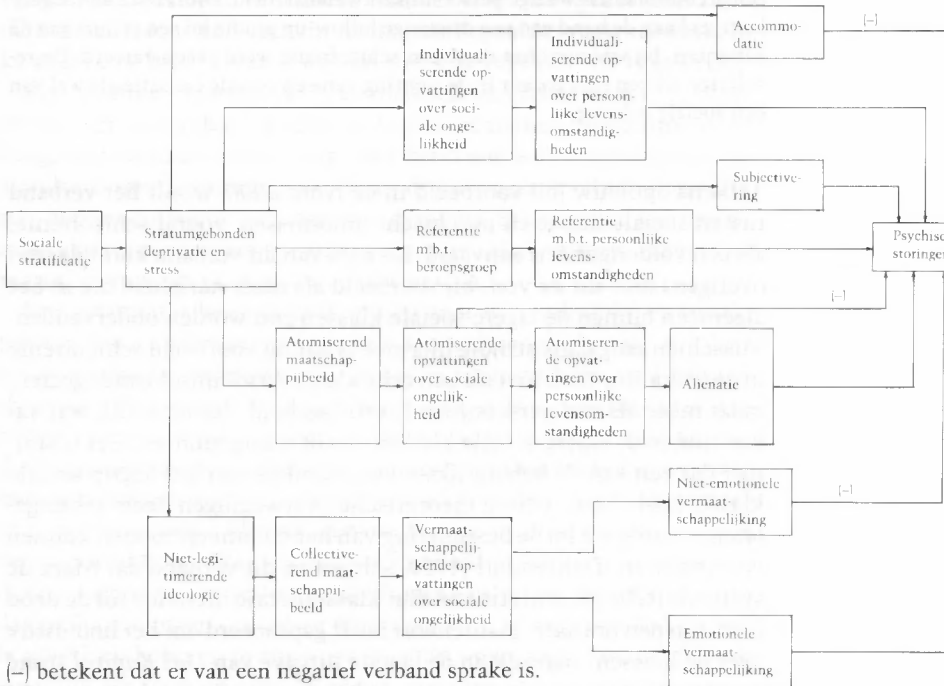 Accommo-
datie
(−)
Individuali-
serende op-
vattingen
over soci-
ale onge-
lijkheid
Individuali-
serende op-
vattingen
over persoon-
lijke levens-
omstandig-
heden
Subjective-
ring
Sociale
stratificatie
Stratumgebonden
deprivatie en
stress
Referentie
m.b.t.
beroepsgroep
Referentie
m.b.t. persoonlijke
levens-
omstandigheden
Psychisc
storingen
(−)
Atomiserend
maatschap-
pijbeeld
Atomiserende
opvattingen
over sociale
ongelijk-
heid
Atomiseren-
de opvat-
tingen over
persoonlijke
levensom-
standigheden
Alienatie
Niet-emotionele
vermaat-
schappelijking
(−)
Niet-legi-
timerende
ideologie
Collective-
rend maat-
schappij-
beeld
Vermaat-
schappelij-
kende op-
vattingen
over sociale
ongelijkheid
Emotionele
vermaat-
schappelijking
(−) betekent dat er van een negatief verband sprake is.